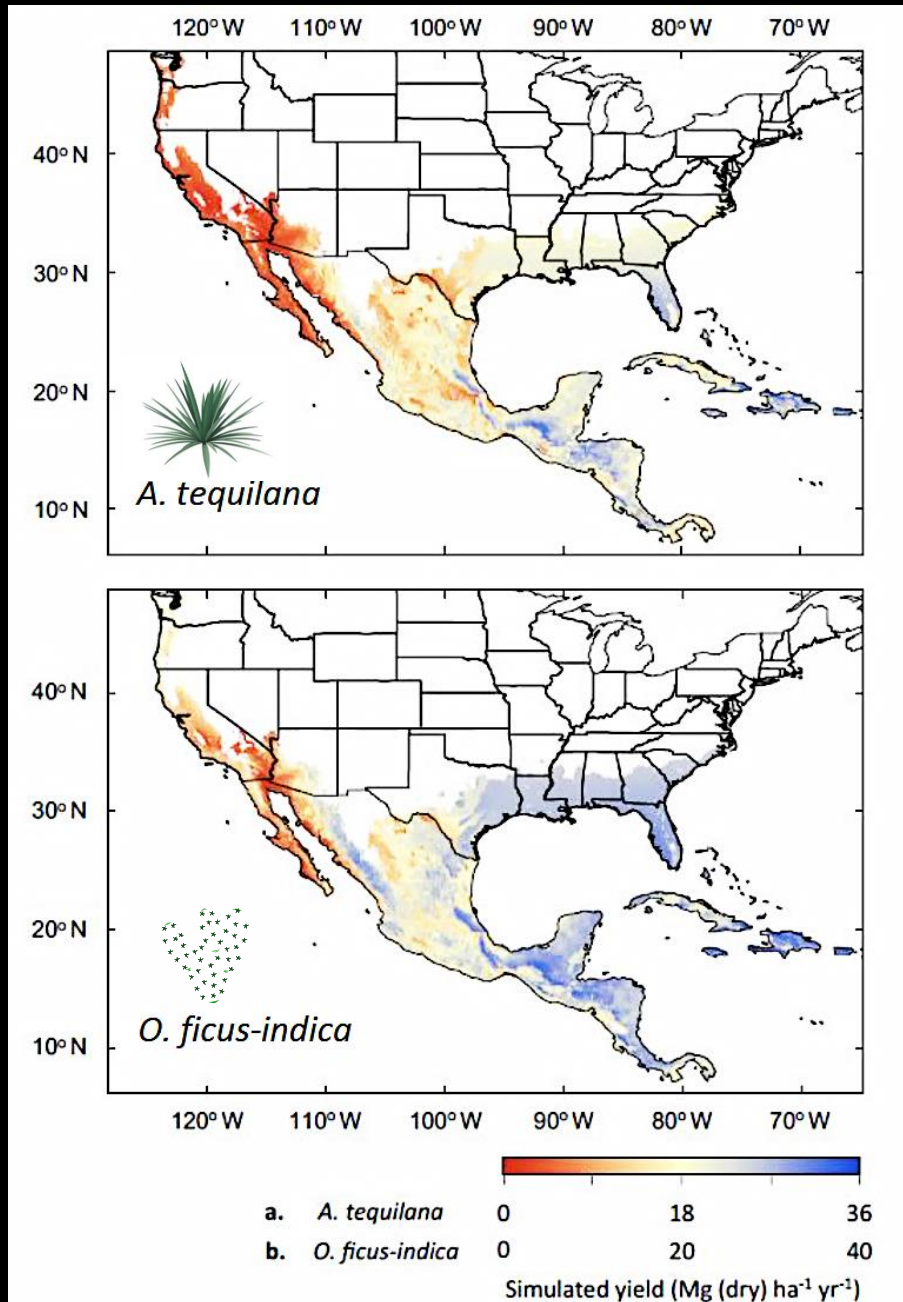 120° W 110° W 100° W 90° W 80° W 70° W
40° N
30° N
20° N
10° N
A. tequilana
40° N
30° N
20° N
10° N
O. ficus-indica
120° W 110° W 100° W 90° W 80° W 70° W
a. A. tequilana 0 18 36
b. O. ficus-indica 0 20 40
Simulated yield (Mg (dry) ha⁻¹ yr⁻¹)